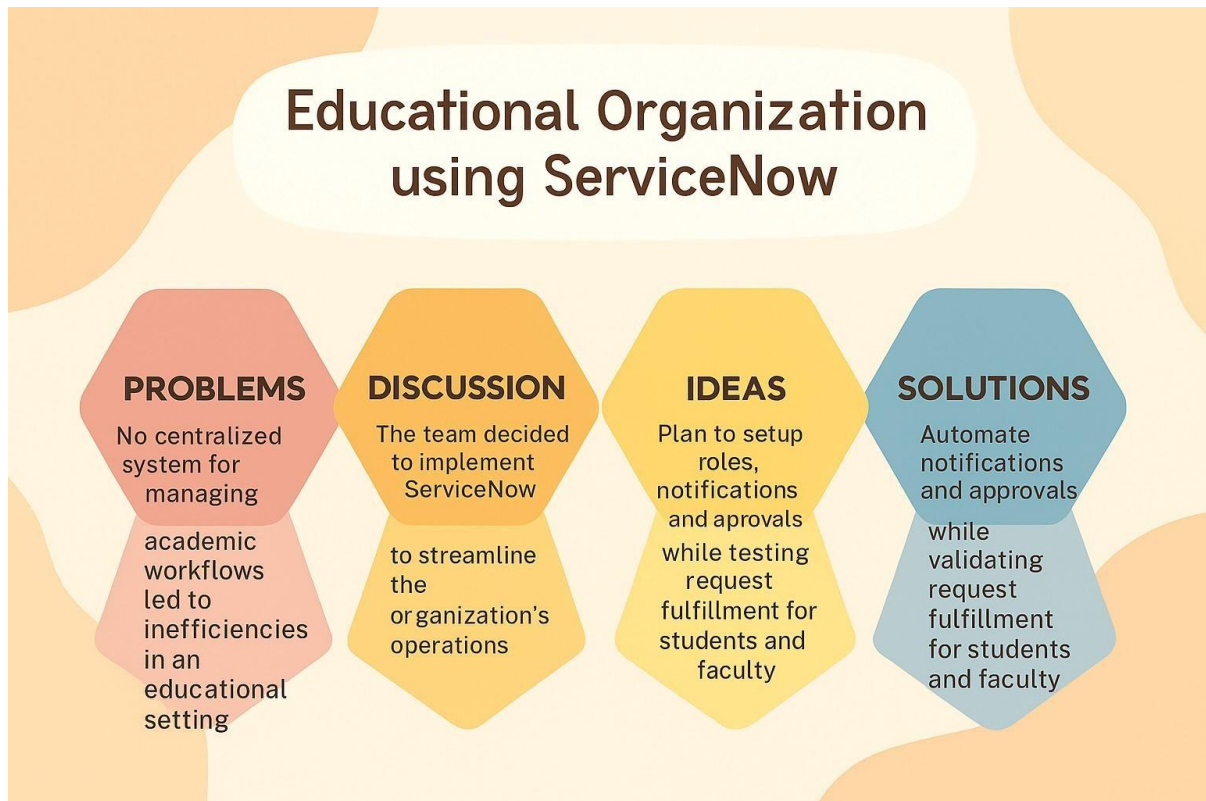 Educational Organization
using ServiceNow
PROBLEMS
No centralized
system for
managing
academic
workflows
led to
inefficiencies
in an
educational
setting
DISCUSSION
The team decided
to implement
ServiceNow
to streamline
the
organization's
operations
IDEAS
Plan to setup
roles,
notifications
and aprovals
while testing
request
fulfillment for
students and
faculty
SOLUTIONS
Automate
notifications
and approvals
while
validating
request
fulfillment
for students
and faculty